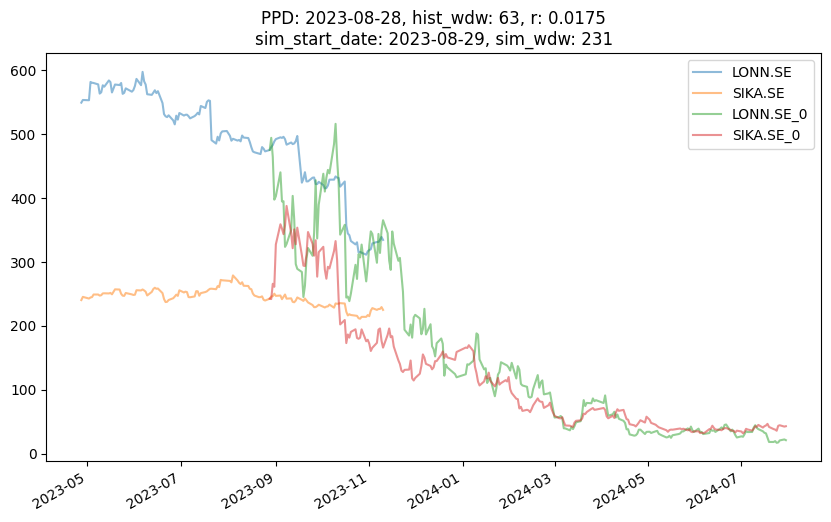 PPD: 2023-08-28, hist_wdw: 63, r: 0.0175
sim_start_date: 2023-08-29, sim_wdw: 231
600
500
400
300
200
100
0
LONN.SE
SIKA.SE
LONN.SE_0
SIKA.SE_0
2023-05
2023-07
2023-09
2023-11
2024-01
2024-03
2024-05
2024-07